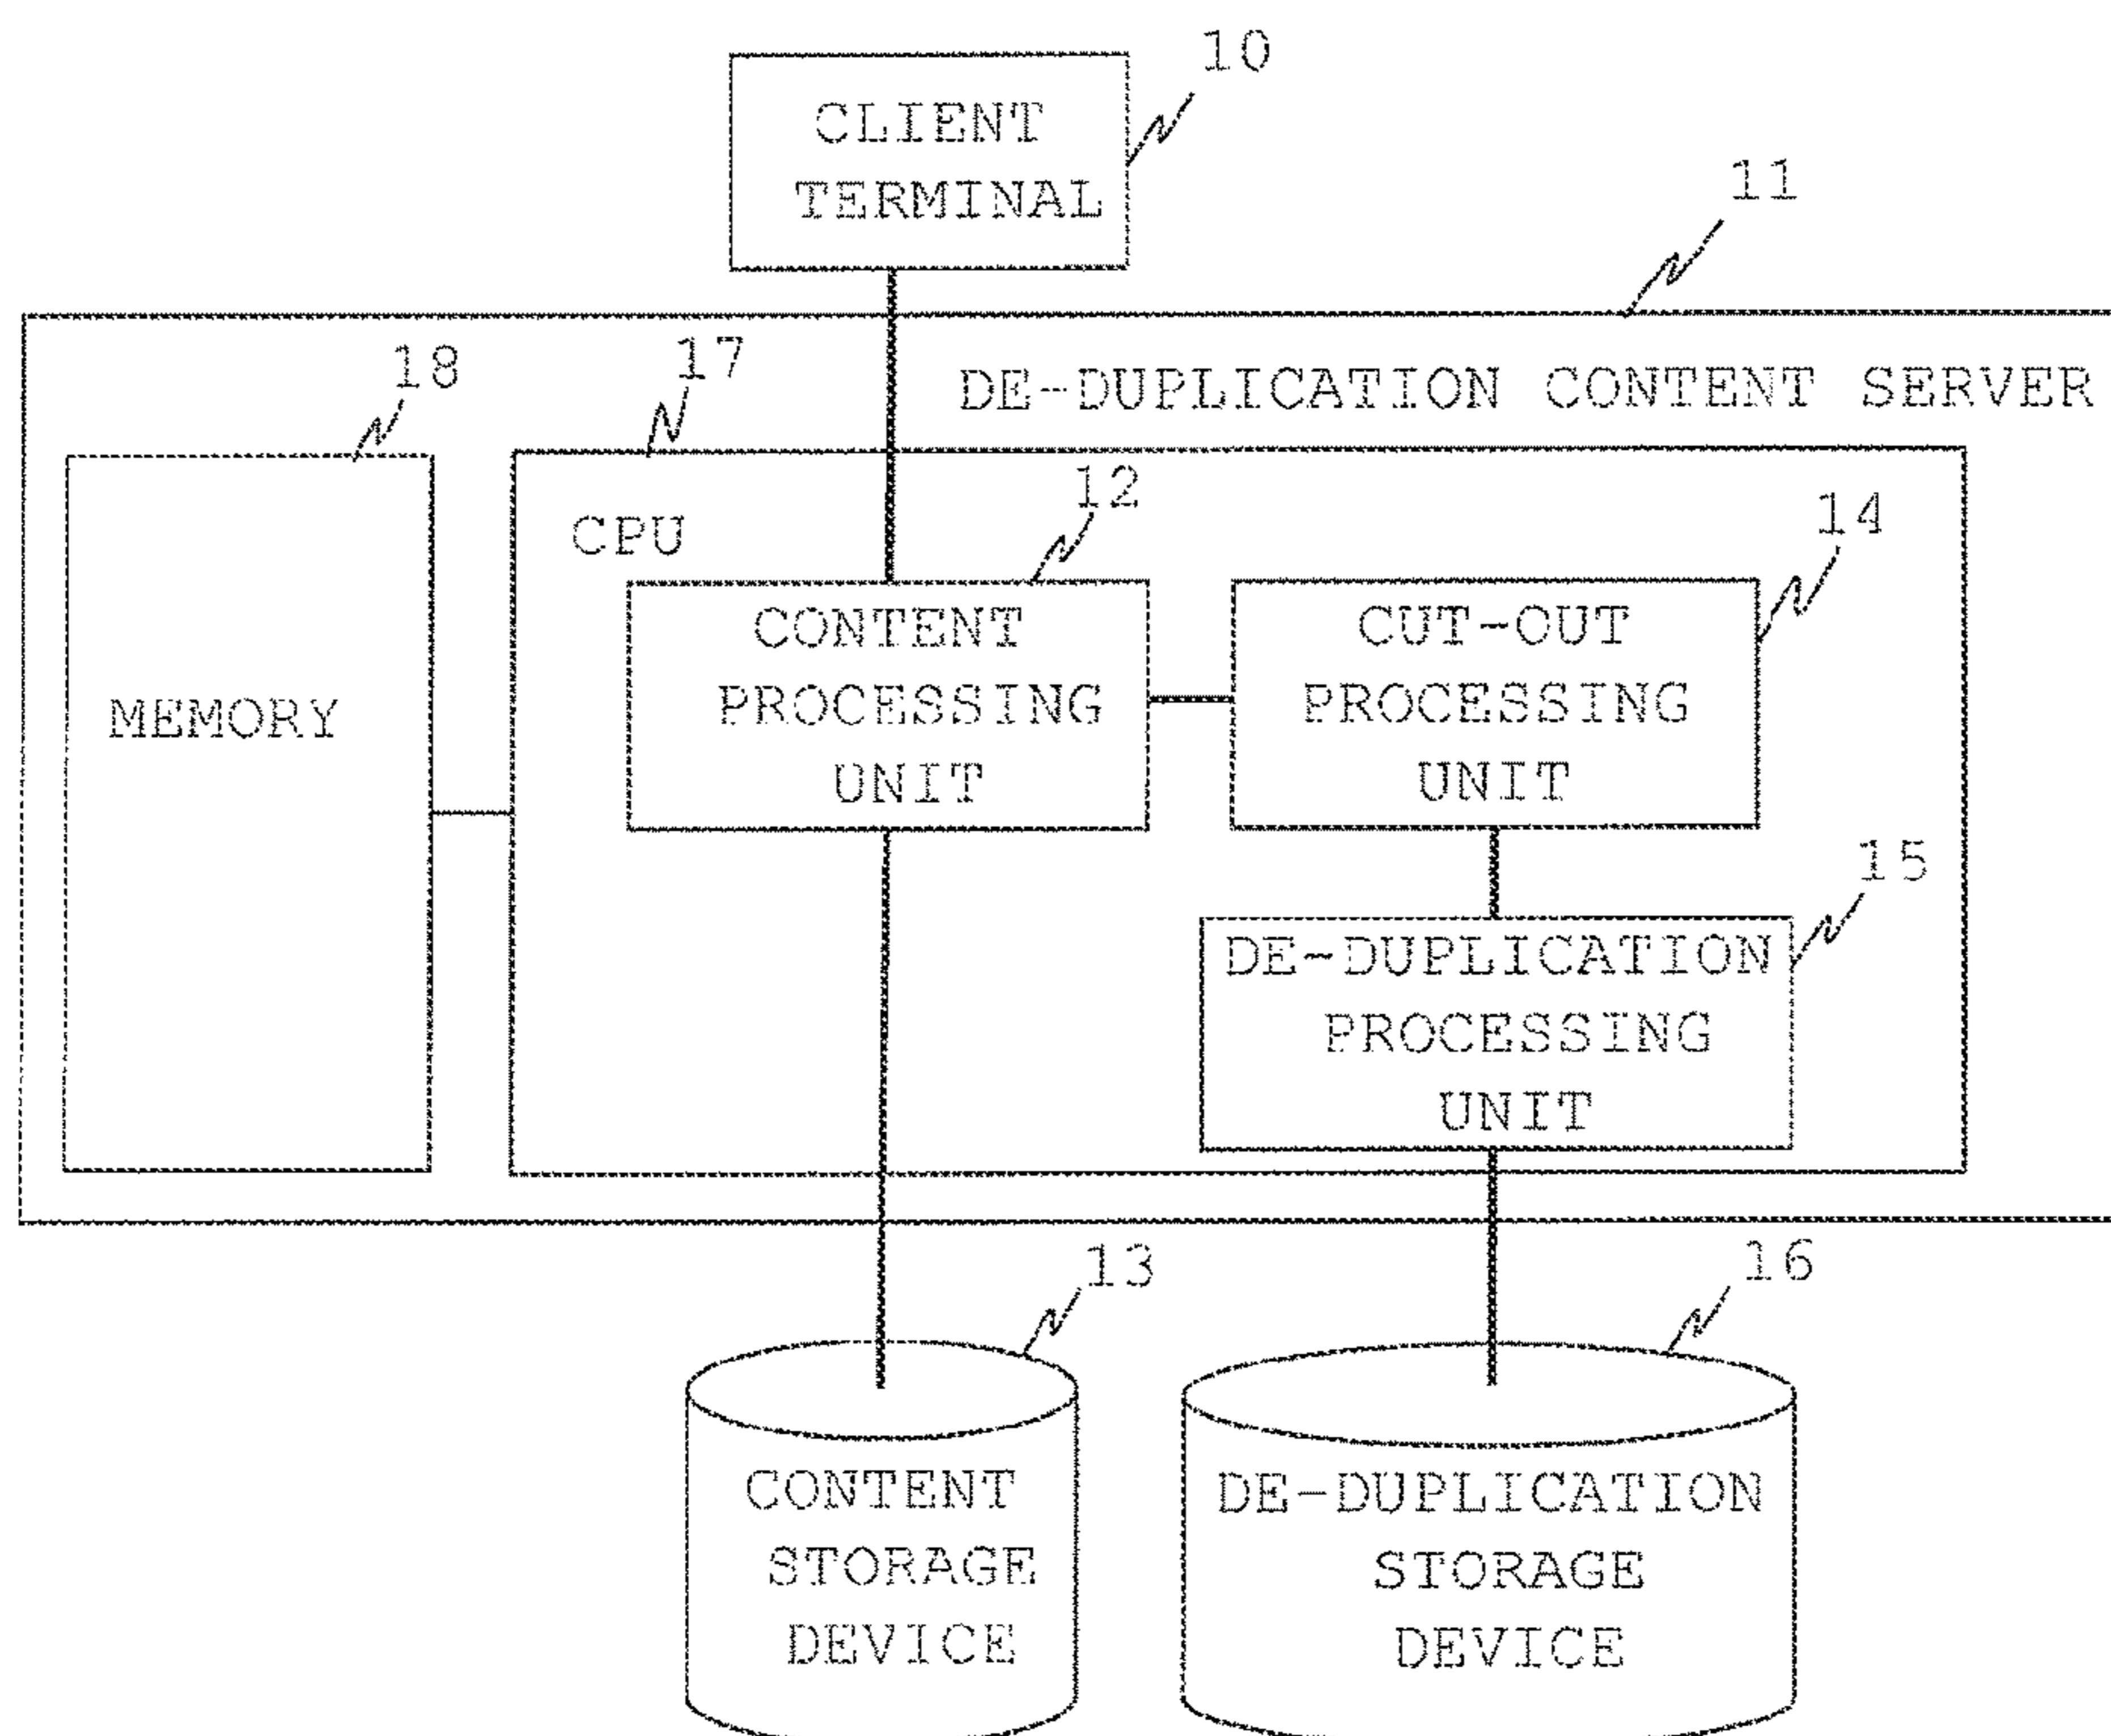 10
CLIENT
TERMINAL
11
18
17
DE-DUPLICATION CONTENT SERVER
12
14
CPU
CONTENT
PROCESSING
UNIT
CUT-OUT
PROCESSING
UNIT
MEMORY
15
DE-DUPLICATION
PROCESSING
UNIT
13
16
CONTENT
STORAGE
DEVICE
DE-DUPLICATION
STORAGE
DEVICE